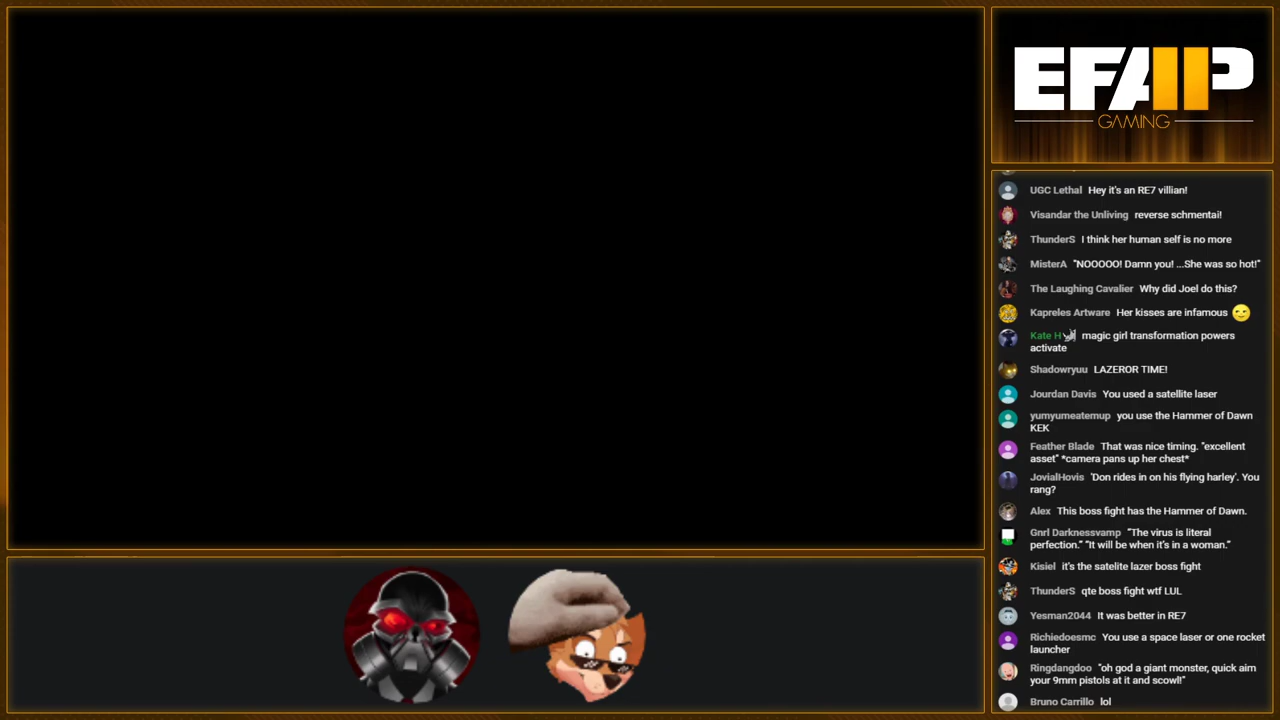 EFAP
GAMING
UGC Lethal Hey it's an RE7 villian!
Visandar the Unliving reverse schmentai!
ThunderS I think her human self is no more
MisterA "NOOOOO! Damn you! ...She was so hot!"
The Laughing Cavalier Why did Joel do this?
Kapreles Artware Her kisses are infamous
Kate H magic girl transformation powers
activate
Shadowryuu LAZEROR TIME!
Jourdan Davis You used a satellite laser
yumyumeatemup you use the Hammer of Dawn
KEK
Feather Blade That was nice timing. "excellent
asset" *camera pans up her chest*
JovialHovis 'Don rides in on his flying harley'. You
rang?
Alex This boss fight has the Hammer of Dawn.
Gnrl Darknessvamp "The virus is literal
perfection." "It will be when it's in a woman."
Kisiel it's the satelite lazer boss fight
ThunderS qte boss fight wtf LUL
Yesman2044 It was better in RE7
Richiedoesmc You use a space laser or one rocket
launcher
Ringdangdoo "oh god a giant monster, quick aim
your 9mm pistols at it and scowl!"
Bruno Carrillo lol